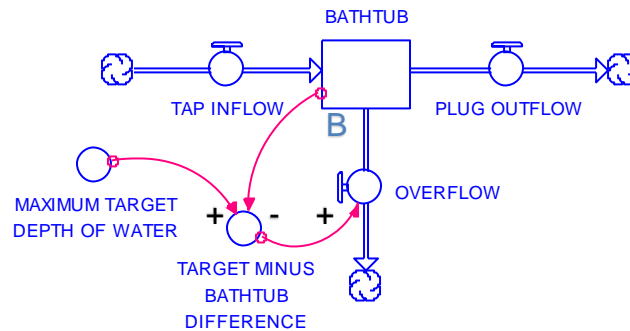 BATHTUB
TAP INFLOW
PLUG OUTFLOW
B
OVERFLOW
MAXIMUM TARGET
DEPTH OF WATER
+ - +
TARGET MINUS
BATHTUB
DIFFERENCE